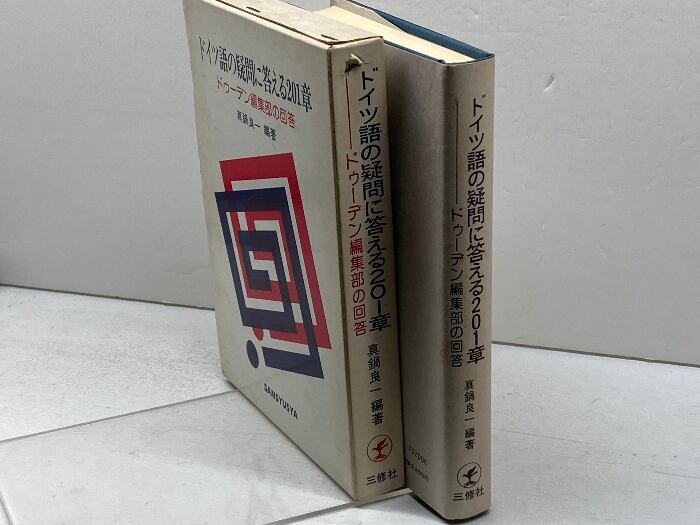 ドイツ語の疑問に答える201章
ドゥーデン編集部の回答
真鍋良一 編著
SANSYUSYA
ドイツ語の疑問に答える201章
ドゥーデン編集部の回答
真鍋良一 編著
三修社
ドイツ語の疑問に答える201章
ドゥーデン編集部の回答
真鍋良一 編著
三修社